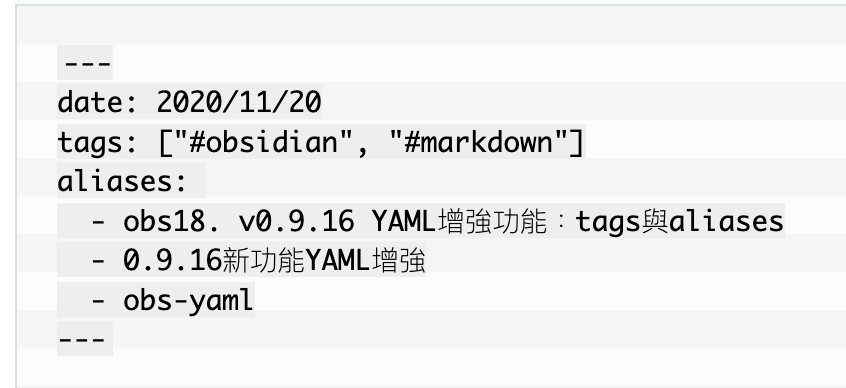 ---
date: 2020/11/20
tags: ["#obsidian", "#markdown"]
aliases:
  - obs18. v0.9.16 YAML增強功能：tags與aliases
  - 0.9.16新功能YAML增強
  - obs-yaml
---